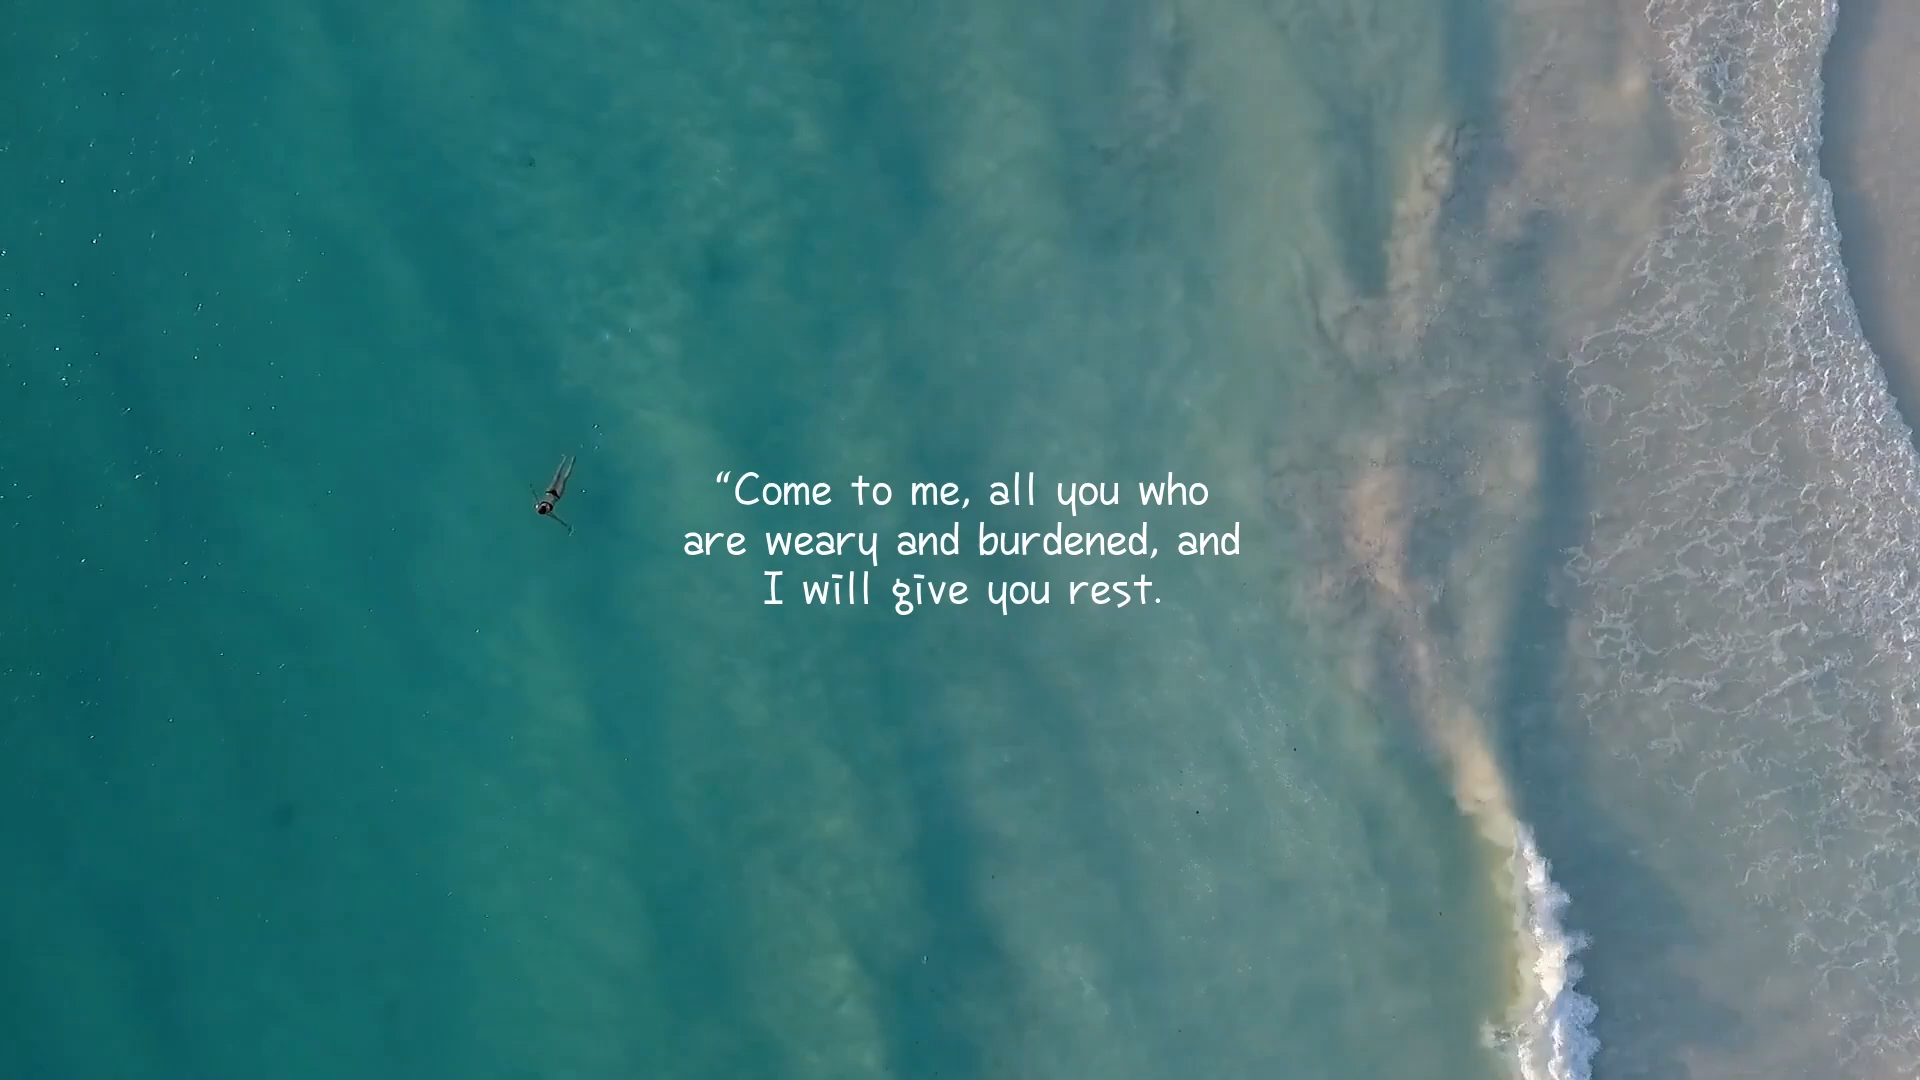 “Come to me, all you who
are weary and burdened, and
I will give you rest.